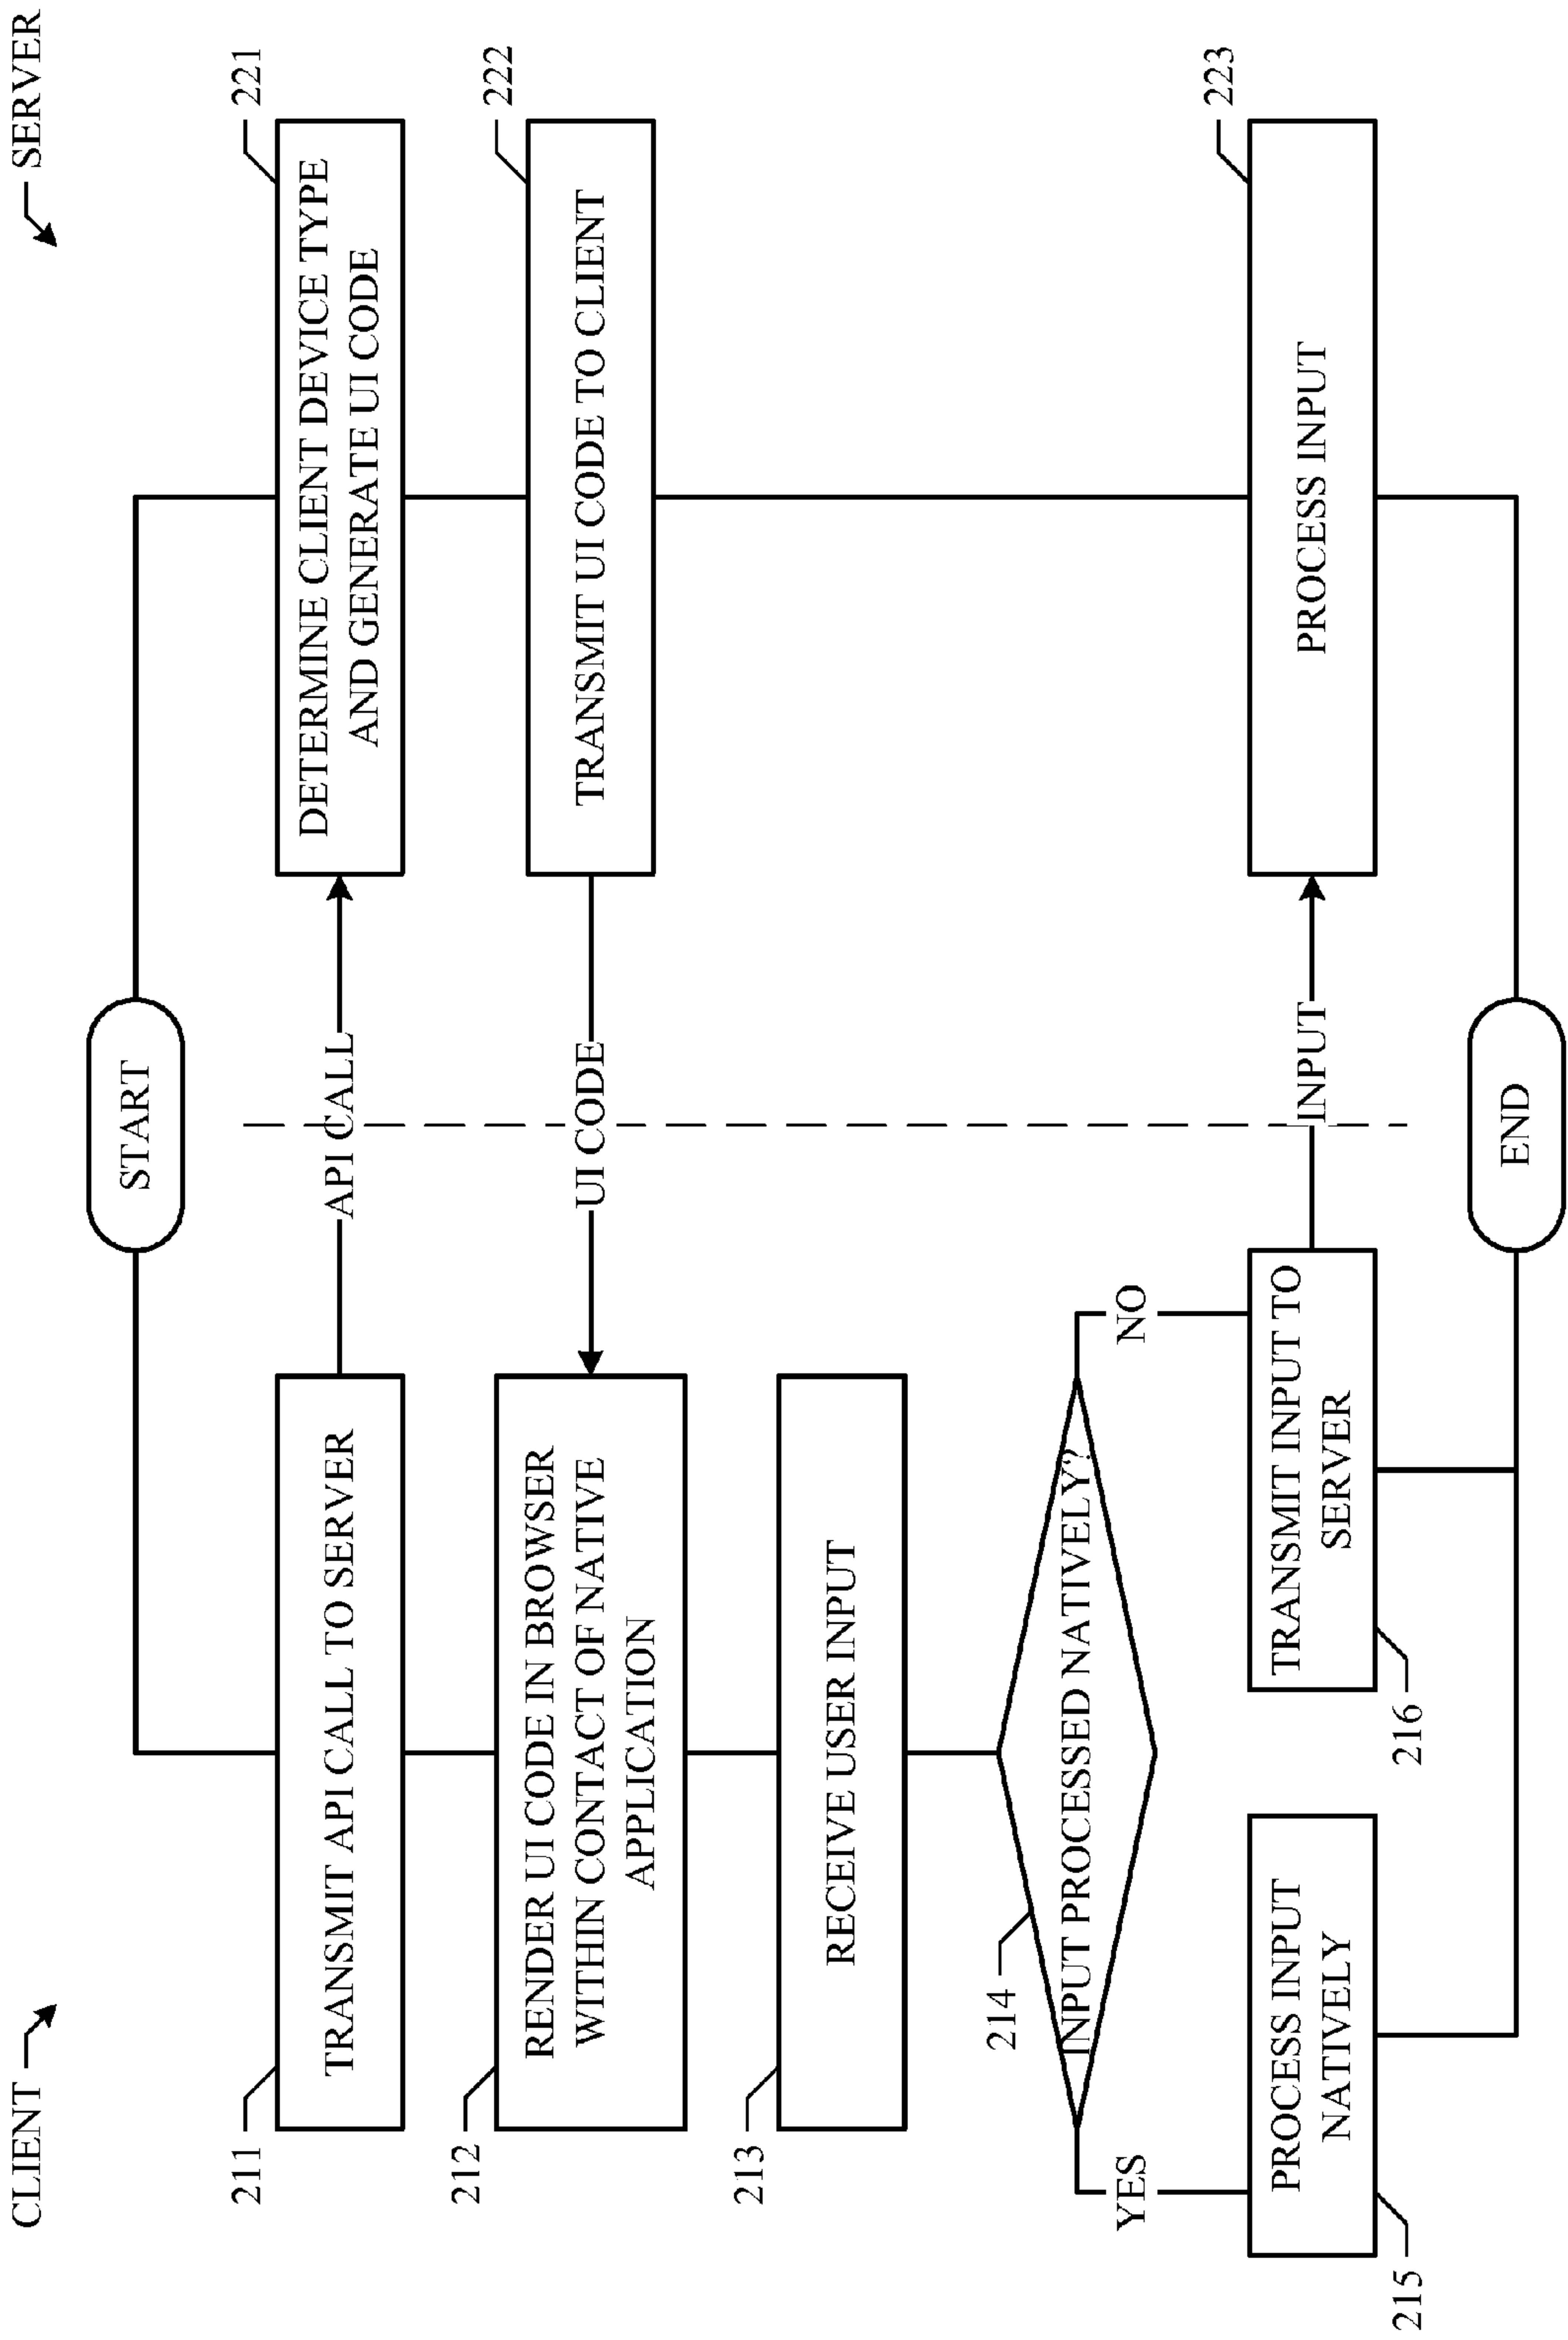 CLIENT
SERVER
START
211
TRANSMIT API CALL TO SERVER
API CALL
221
DETERMINE CLIENT DEVICE TYPE
AND GENERATE UI CODE
212
RENDER UI CODE IN BROWSER
WITHIN CONTACT OF NATIVE
APPLICATION
UI CODE
222
TRANSMIT UI CODE TO CLIENT
213
RECEIVE USER INPUT
214
INPUT PROCESSED NATIVELY?
YES
NO
PROCESS INPUT
NATIVELY
215
TRANSMIT INPUT TO
SERVER
216
INPUT
223
PROCESS INPUT
END